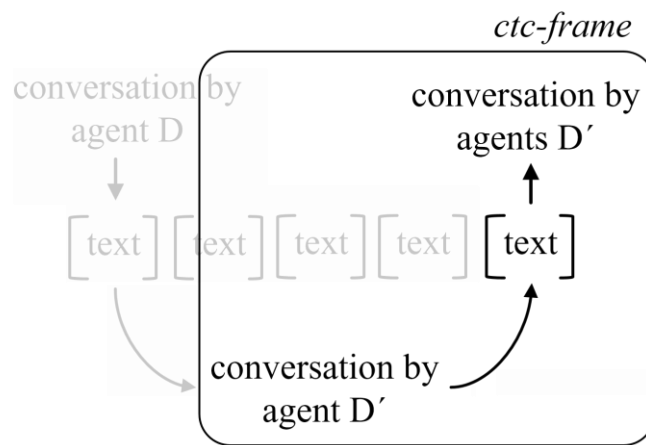 ctc-frame
conversation by
agent D
conversation by
agents D´
[text] [text] [text] [text] [text]
conversation by
agent D´